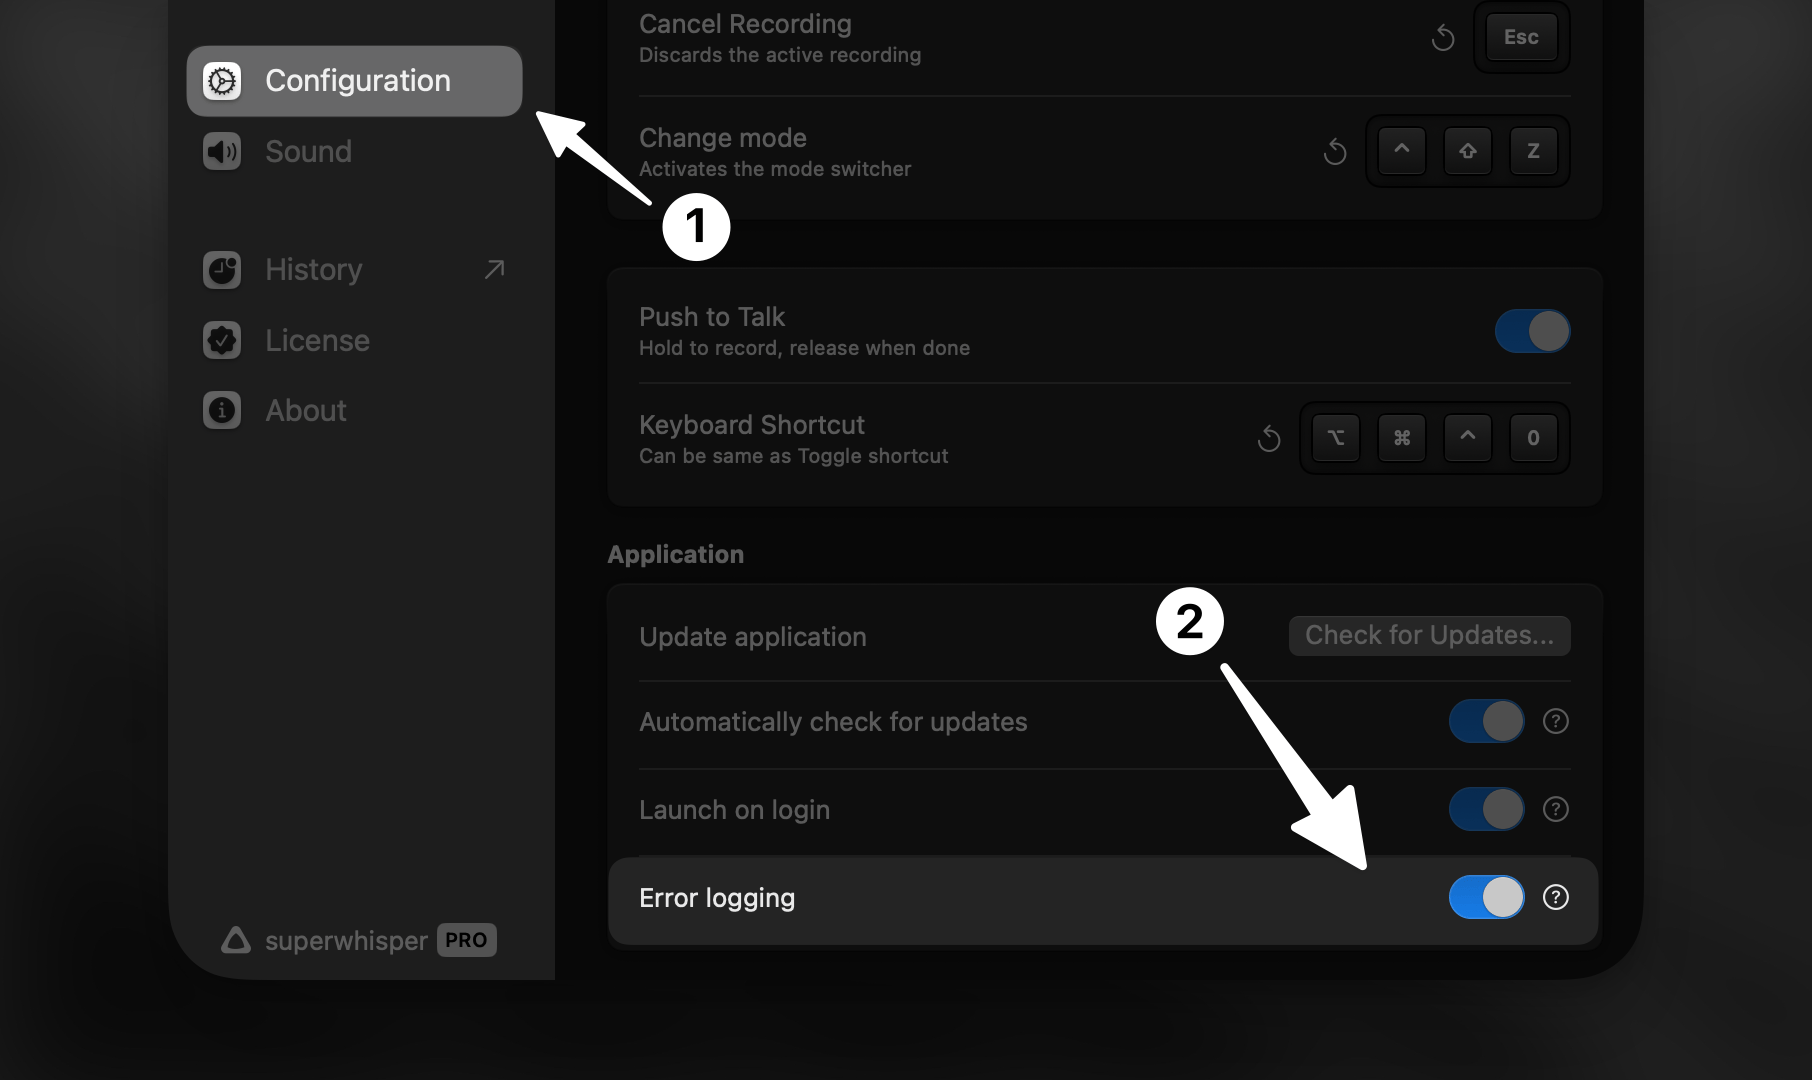 Configuration
Sound
History
License
About
superwhisper PRO
Cancel Recording
Discards the active recording
Esc
Change mode
Activates the mode switcher
^ ⇧ Z
1
Push to Talk
Hold to record, release when done
Keyboard Shortcut
Can be same as Toggle shortcut
⌥ ⌘ ^ 0
Application
2
Update application
Check for Updates...
Automatically check for updates
?
Launch on login
?
Error logging
?